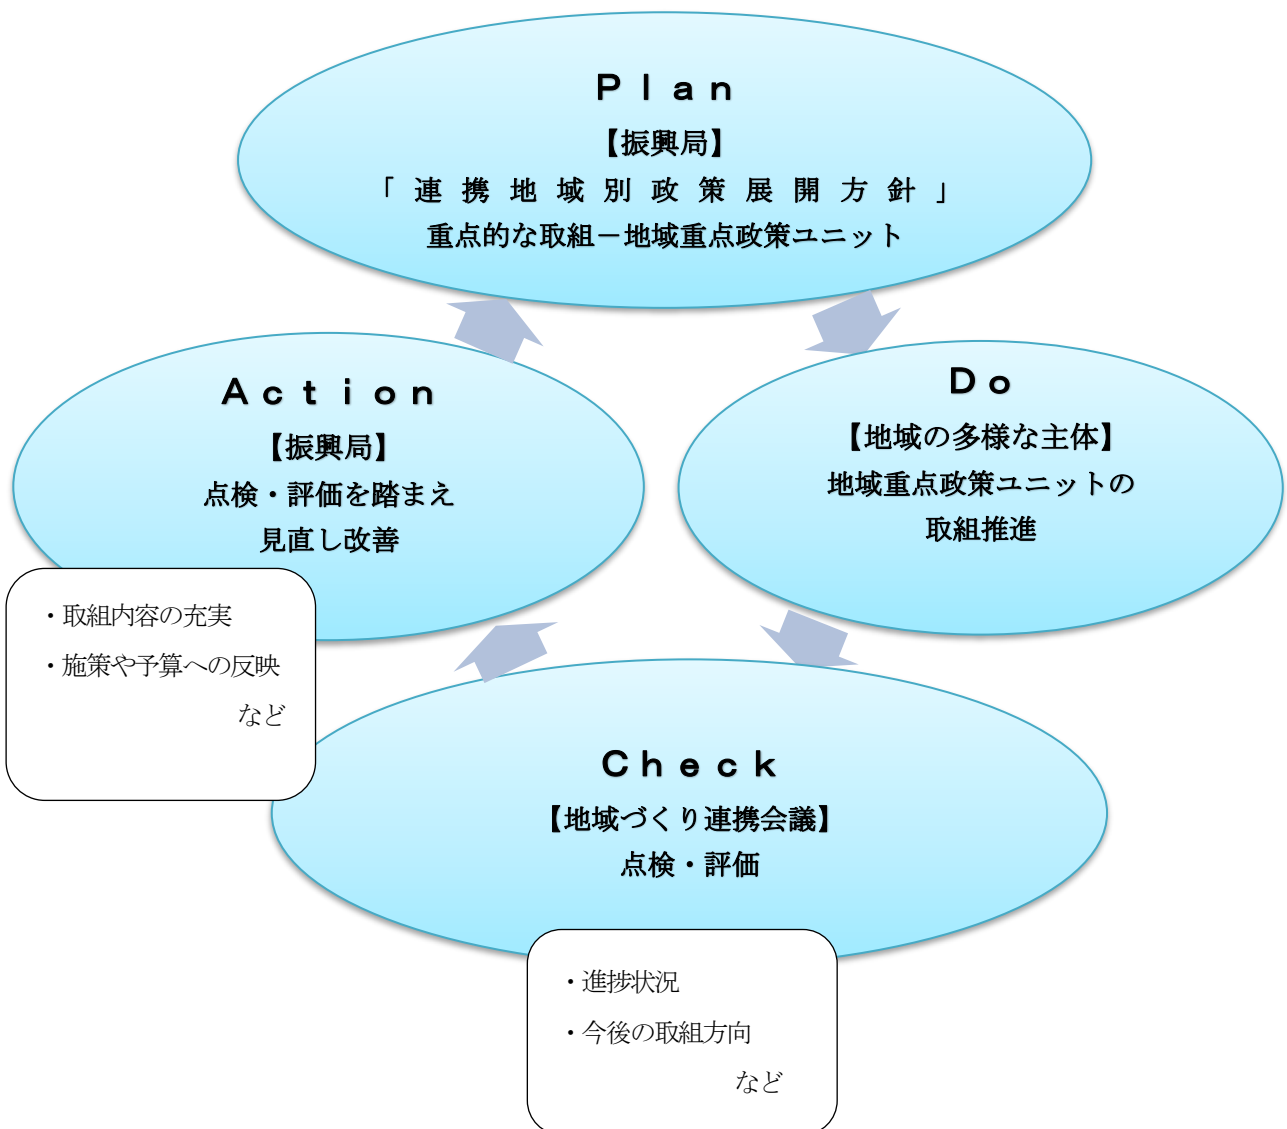 Ｐｌａｎ
【振興局】
「連携地域別政策展開方針」
重点的な取組－地域重点政策ユニット
Ａｃｔｉｏｎ
【振興局】
点検・評価を踏まえ
見直し改善
・取組内容の充実
・施策や予算への反映
など
Ｄｏ
【地域の多様な主体】
地域重点政策ユニットの
取組推進
Ｃｈｅｃｋ
【地域づくり連携会議】
点検・評価
・進捗状況
・今後の取組方向
など